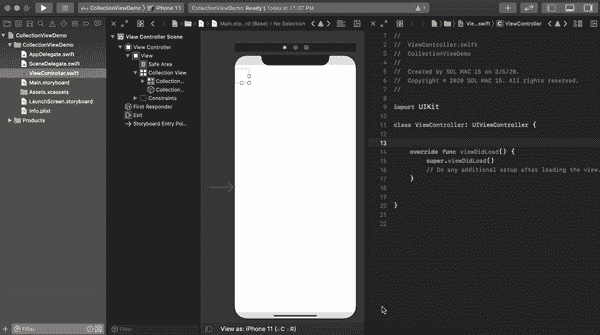 CollectionViewDemo
iPhone 11
CollectionViewDemo: Ready | Today at 11:07 PM
1
CollectionViewDemo
CollectionViewDemo
AppDelegate.swift
SceneDelegate.swift
ViewController.swift
Main.storyboard
Assets.xcassets
LaunchScreen.storyboard
Info.plist
Products
Filter
Main.stp...rd (Base)
No Selection
View Controller Scene
View Controller
View
Safe Area
Collection View
Collection...
Collection...
Constraints
First Responder
Exit
Storyboard Entry Poi...
Filter
View as: iPhone 11
Vie...swift
ViewController
1 //
2 // ViewController.swift
3 // CollectionViewDemo
4 //
5 // Created by SOL MAC 15 on 3/5/20.
6 // Copyright © 2020 SOL MAC 15. All rights reserved.
7 //
8
9 import UIKit
10
11 class ViewController: UIViewController {
12
13
14 override func viewDidLoad() {
15 super.viewDidLoad()
16 // Do any additional setup after loading the view.
17 }
18
19
20 }
21
22